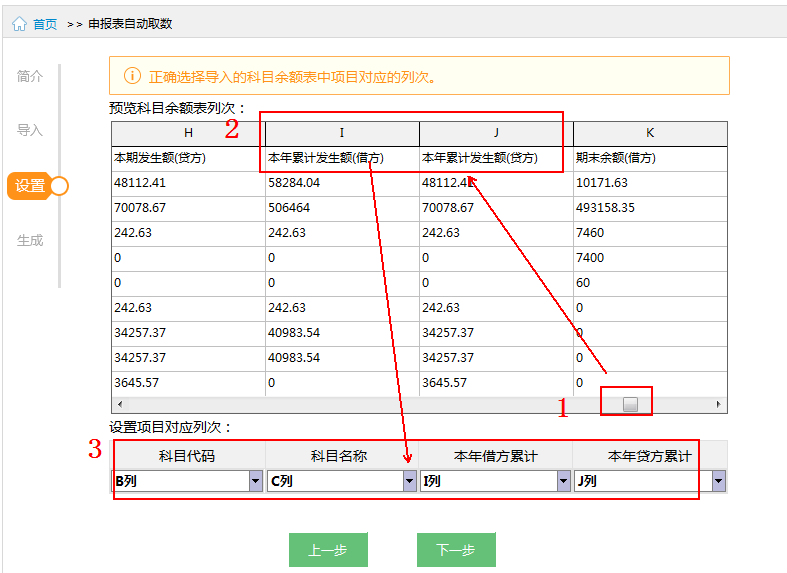 首页 >> 申报表自动取数
简介
导入
设置
生成
正确选择导入的科目余额表中项目对应的列次。
预览科目余额表列次：
2
H I J K
本期发生额(贷方) 本年累计发生额(借方) 本年累计发生额(贷方) 期末余额(借方)
48112.41 58284.04 48112.41 10171.63
70078.67 506464 70078.67 493158.35
242.63 242.63 242.63 7460
0 0 0 7400
0 0 0 60
242.63 242.63 242.63 0
34257.37 40983.54 34257.37 0
34257.37 40983.54 34257.37 0
3645.57 0 3645.57 0
1
设置项目对应列次：
3
科目代码 科目名称 本年借方累计 本年贷方累计
B列 C列 I列 J列
上一步 下一步